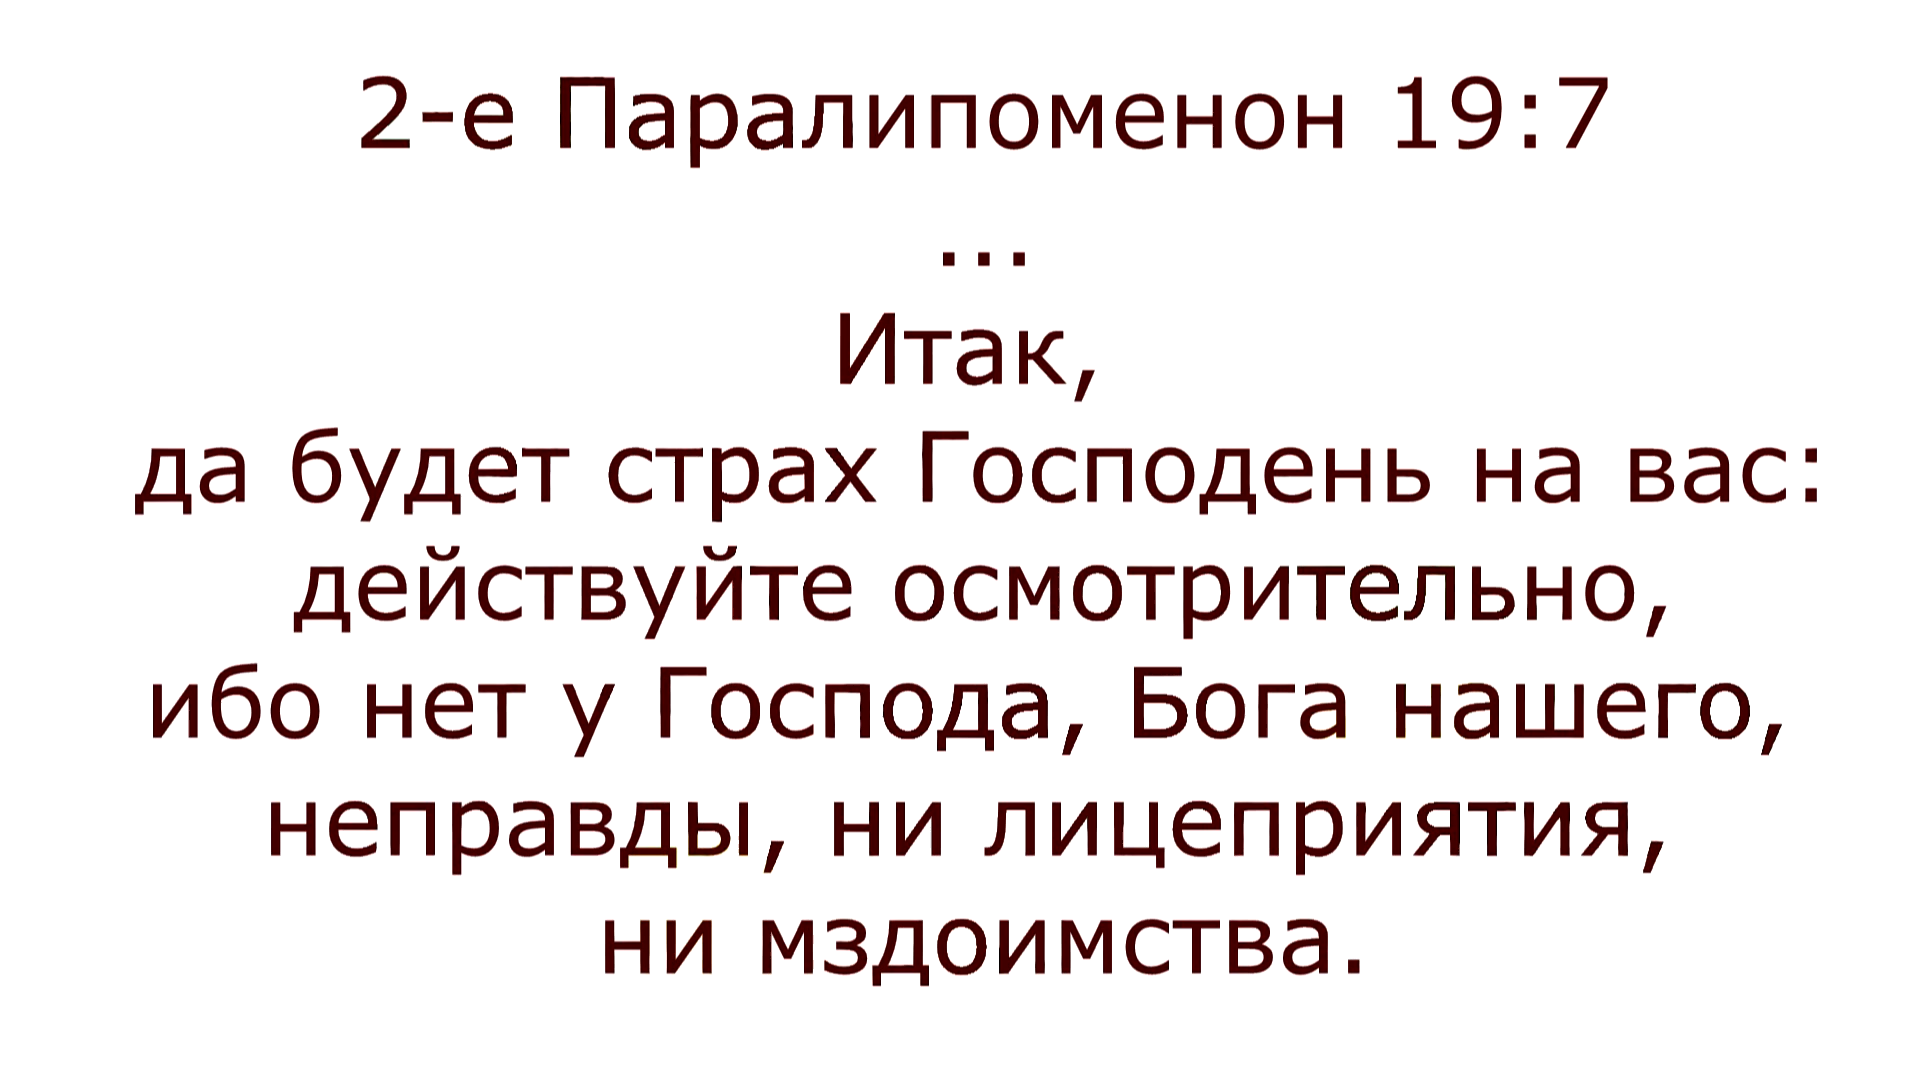 2-е Паралипоменон 19:7
...
Итак,
да будет страх Господень на вас:
действуйте осмотрительно,
ибо нет у Господа, Бога нашего,
неправды, ни лицеприятия,
ни мздоимства.